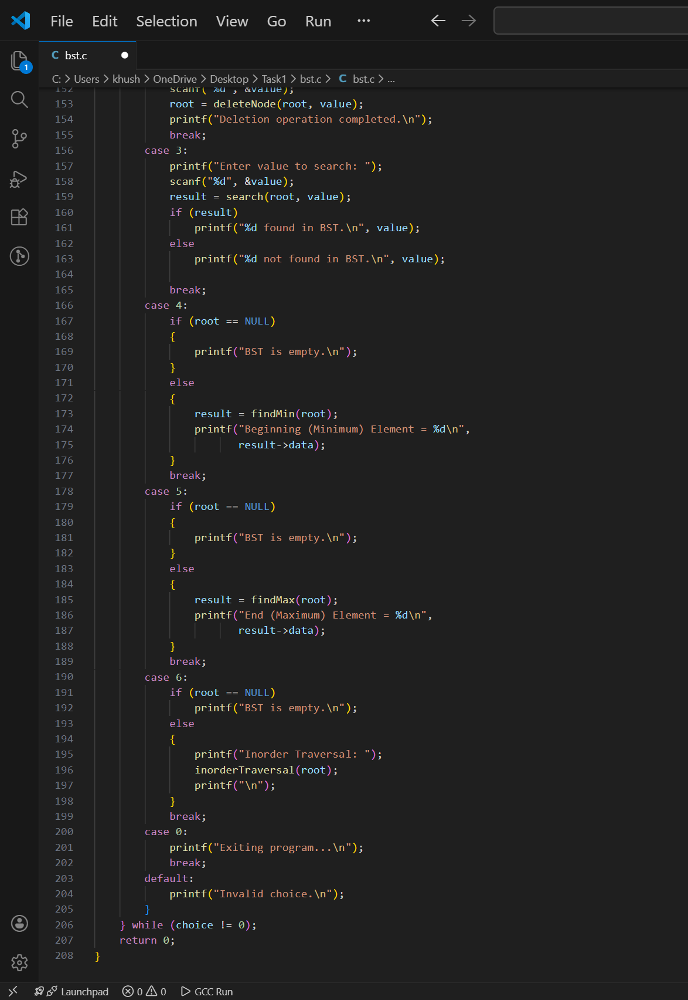 File Edit Selection View Go Run ...
C bst.c
1
C: > Users > khush > OneDrive > Desktop > Task1 > bst.c > C bst.c > ...
152 scanf("%d", &value);
153 root = deleteNode(root, value);
154 printf("Deletion operation completed.\n");
155 break;
156 case 3:
157 printf("Enter value to search: ");
158 scanf("%d", &value);
159 result = search(root, value);
160 if (result)
161 printf("%d found in BST.\n", value);
162 else
163 printf("%d not found in BST.\n", value);
164
165 break;
166 case 4:
167 if (root == NULL)
168 {
169 printf("BST is empty.\n");
170 }
171 else
172 {
173 result = findMin(root);
174 printf("Beginning (Minimum) Element = %d\n",
175 result->data);
176 }
177 break;
178 case 5:
179 if (root == NULL)
180 {
181 printf("BST is empty.\n");
182 }
183 else
184 {
185 result = findMax(root);
186 printf("End (Maximum) Element = %d\n",
187 result->data);
188 }
189 break;
190 case 6:
191 if (root == NULL)
192 printf("BST is empty.\n");
193 else
194 {
195 printf("Inorder Traversal: ");
196 inorderTraversal(root);
197 printf("\n");
198 }
199 break;
200 case 0:
201 printf("Exiting program...\n");
202 break;
203 default:
204 printf("Invalid choice.\n");
205 }
206 } while (choice != 0);
207 return 0;
208 }
Launchpad 0 0 GCC Run